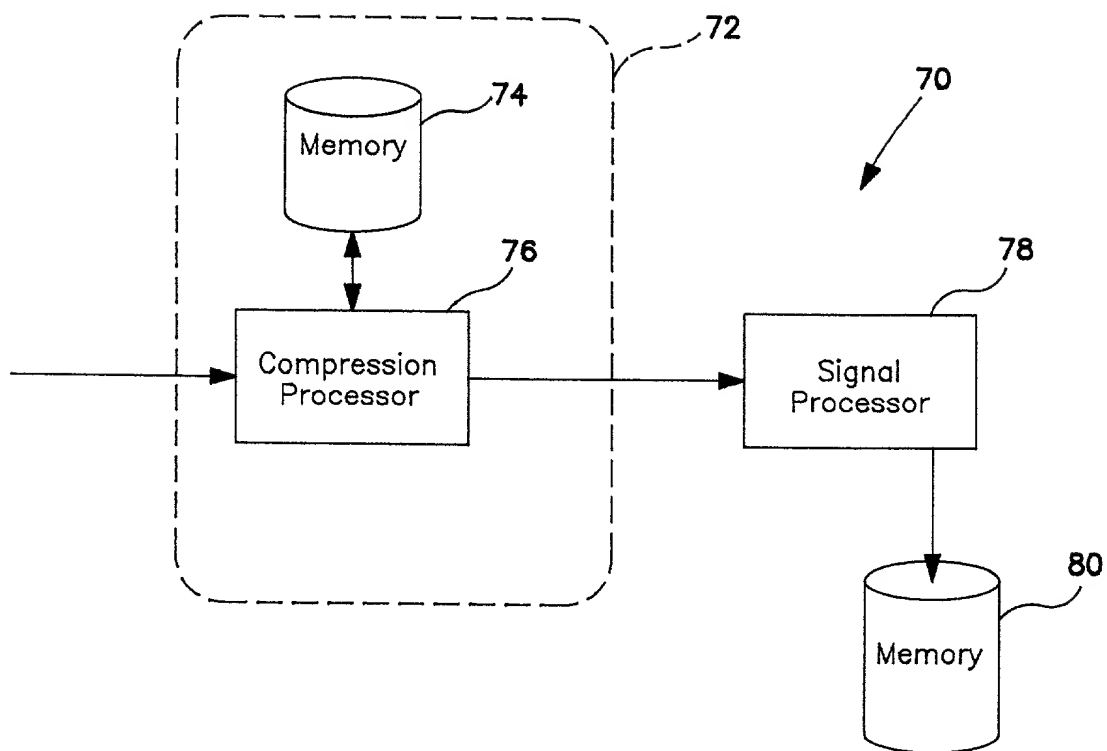 72
74
70
Memory
76
78
Compression
Processor
Signal
Processor
80
Memory